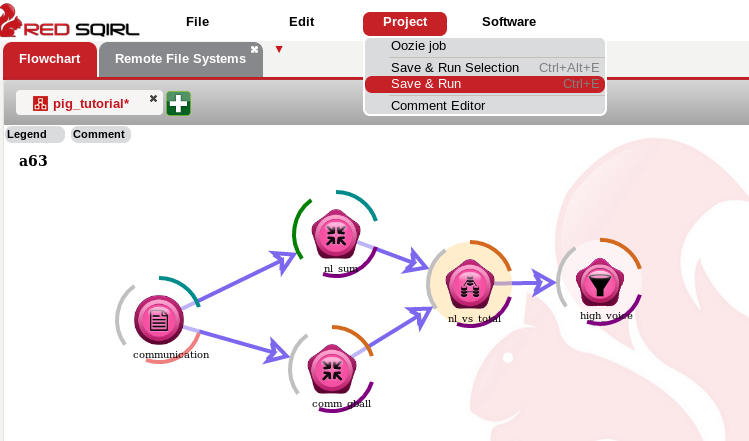 RED SQIRL
File Edit Project Software
Oozie job
Save & Run Selection Ctrl+Alt+E
Save & Run Ctrl+E
Comment Editor
Flowchart Remote File Systems
pig_tutorial*
Legend Comment
a63
nl_sum
nl_vs_total
high_voice
communication
comm_gball